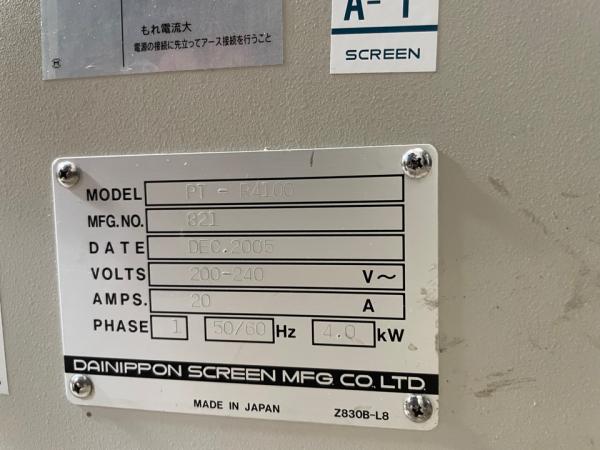 もれ電流大
電源の接続に先立ってアース接続を行うこと
A-1
SCREEN
MODEL PT - R4100
MFG.NO. 821
DATE DEC.2005
VOLTS 200-240 V~
AMPS. 20 A
PHASE 1 50/60 Hz 4.0 kW
DAINIPPON SCREEN MFG. CO., LTD.
MADE IN JAPAN Z830B-L8